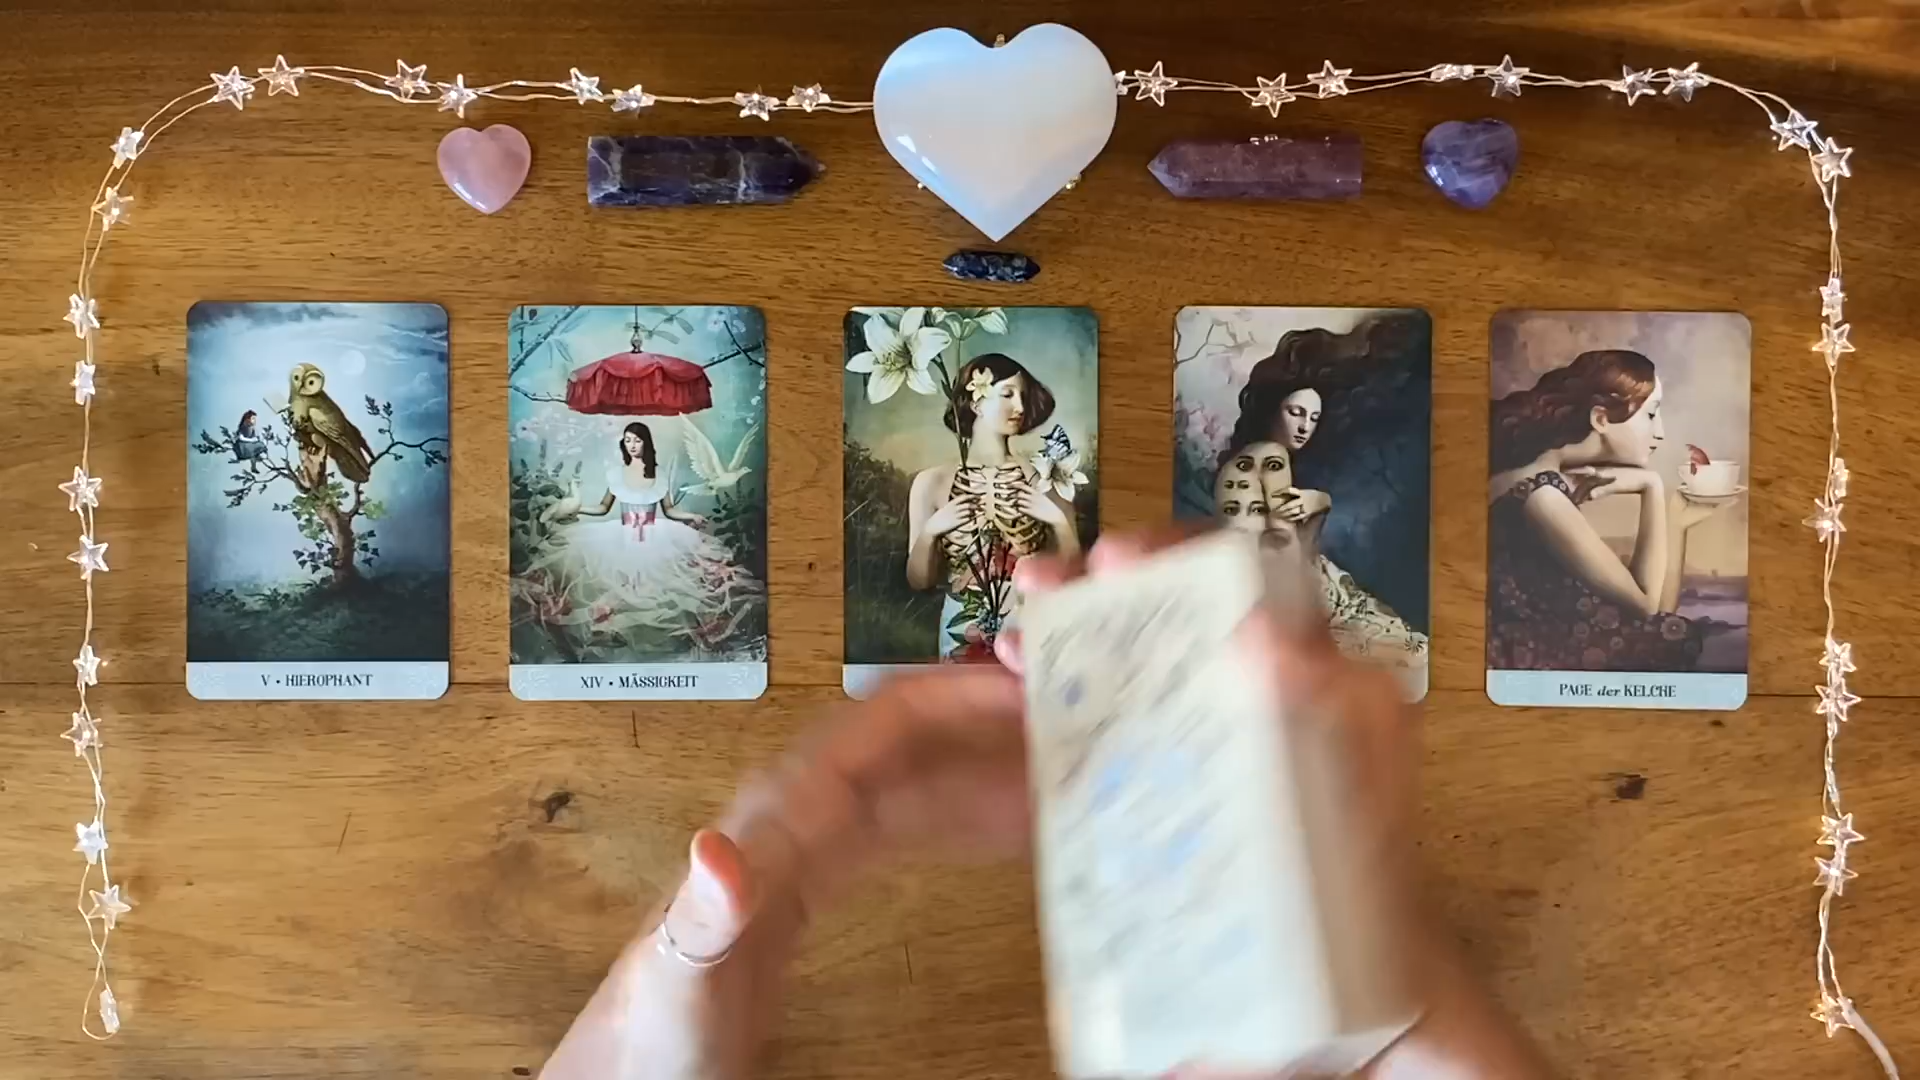 V • HIEROPHANT
XIV • MÄSSIGKEIT
PAGE der KELCHE